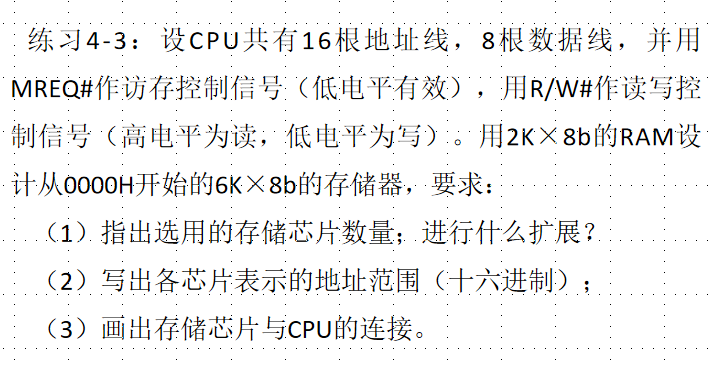 练习4-3：设CPU共有16根地址线，8根数据线，并用
MREQ#作访存控制信号（低电平有效），用R/W#作读写控
制信号（高电平为读，低电平为写）。用2K×8b的RAM设
计从0000H开始的6K×8b的存储器，要求：
（1）指出选用的存储芯片数量；进行什么扩展？
（2）写出各芯片表示的地址范围（十六进制）；
（3）画出存储芯片与CPU的连接。